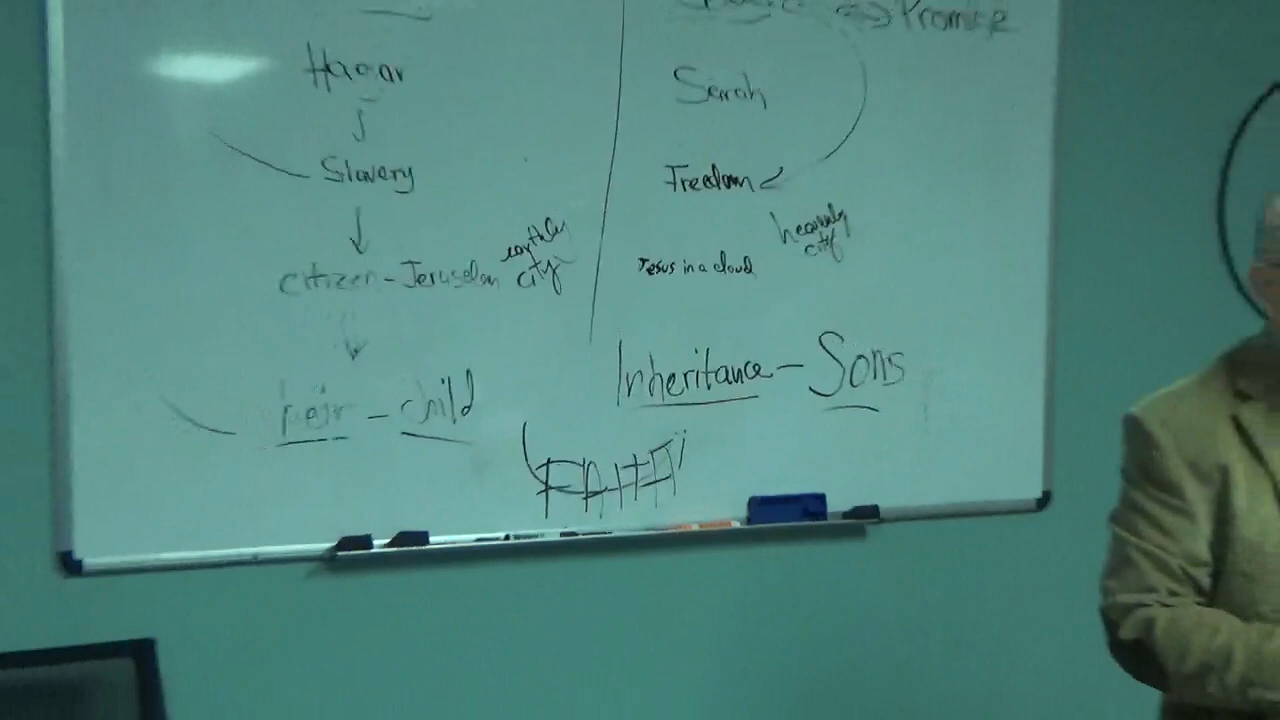 Promise
Hagar
Sarah
Slavery
Freedom
earthly
heavenly
city
citizen - Jerusalem city
Jesus in a cloud
Inheritance - Sons
heir - child
FAITH